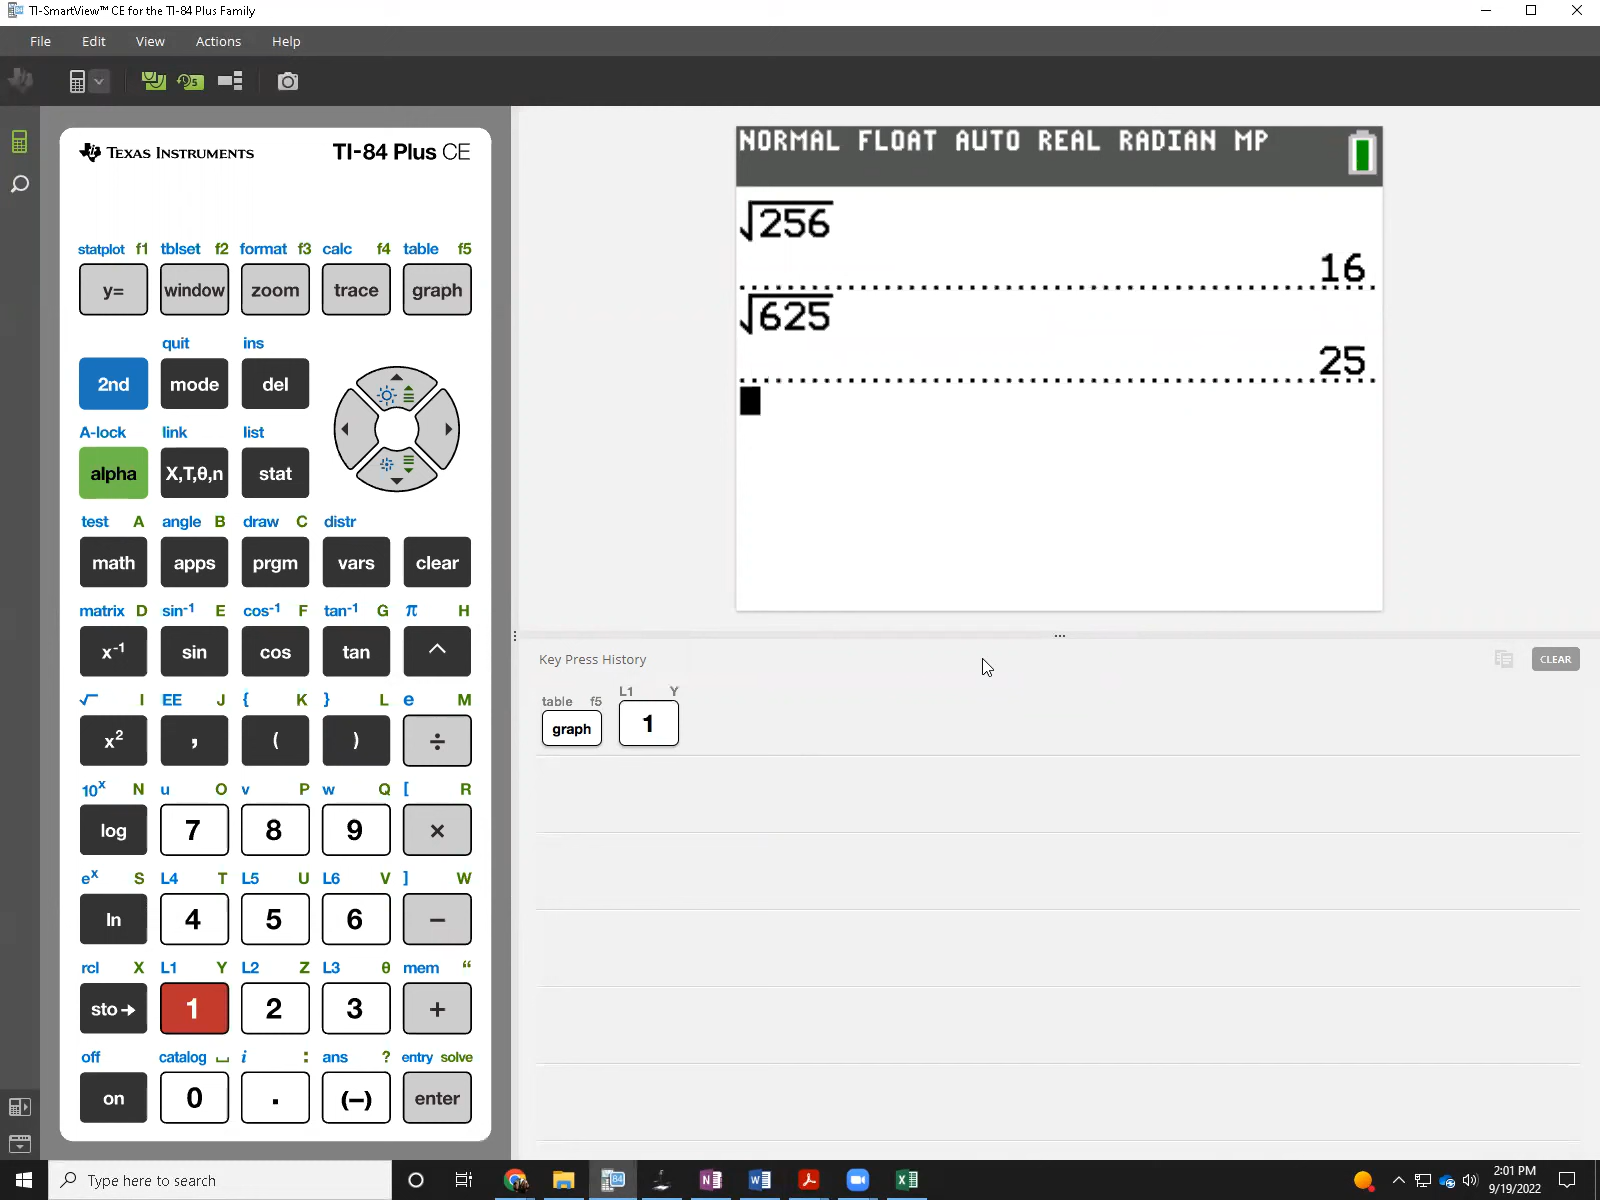 TI-SmartView™ CE for the TI-84 Plus Family
File Edit View Actions Help
TEXAS INSTRUMENTS TI-84 Plus CE
statplot f1 tblset f2 format f3 calc f4 table f5
y= window zoom trace graph
quit ins
2nd mode del
A-lock link list
alpha X,T,θ,n stat
test A angle B draw C distr
math apps prgm vars clear
matrix D sin⁻¹ E cos⁻¹ F tan⁻¹ G π H
x⁻¹ sin cos tan ^
√ I EE J { K } L e M
x² , ( ) ÷
10ˣ N u O v P w Q [ R
log 7 8 9 ×
eˣ S L4 T L5 U L6 V ] W
ln 4 5 6 −
rcl X L1 Y L2 Z L3 θ mem “
sto→ 1 2 3 +
off catalog ⎵ i : ans ? entry solve
on 0 . (−) enter
NORMAL FLOAT AUTO REAL RADIAN MP
√256
16
√625
25
Key Press History
CLEAR
table f5 L1 Y
graph 1
Type here to search
84
2:01 PM
9/19/2022